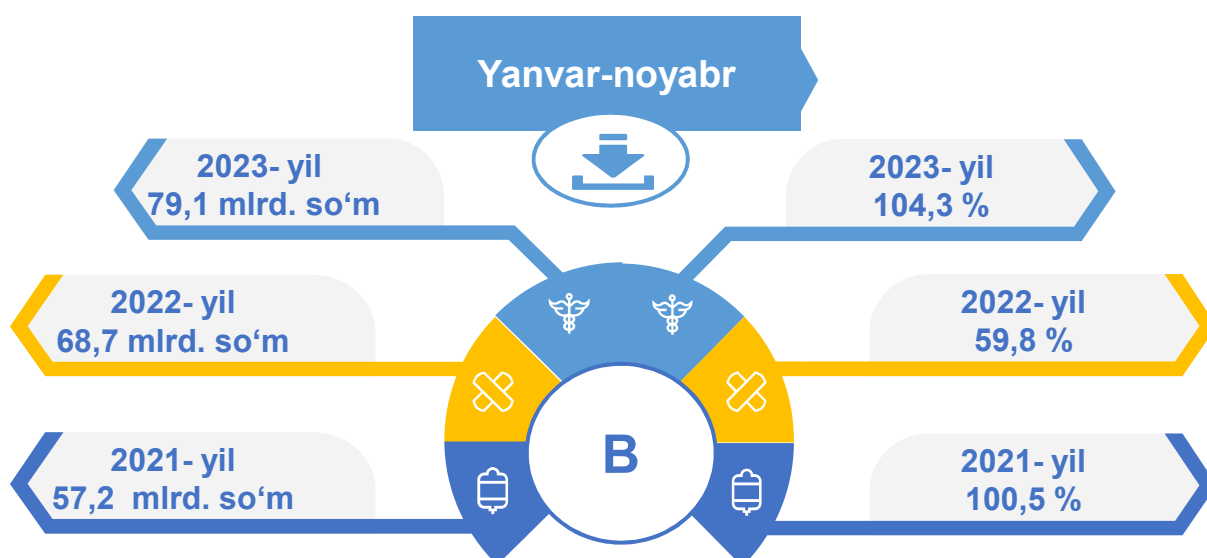 Yanvar-noyabr
2023- yil
79,1 mlrd. so‘m
2023- yil
104,3 %
2022- yil
68,7 mlrd. so‘m
2022- yil
59,8 %
B
2021- yil
57,2 mlrd. so‘m
2021- yil
100,5 %